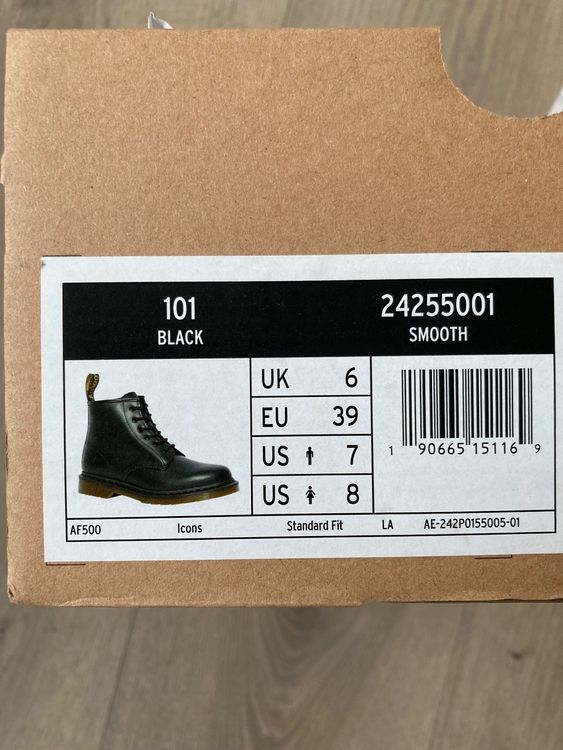 101
BLACK
24255001
SMOOTH
UK 6
EU 39
US 7
US 8
1 90665 15116 9
AF500 Icons Standard Fit LA AE-242P0155005-01